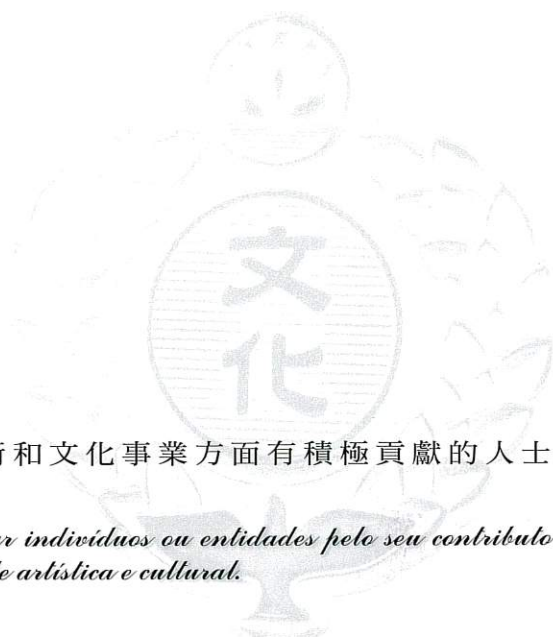 文
化
和文化事業方面有積極貢獻的人士
indivíduos ou entidades pelo seu contributo
artística e cultural.